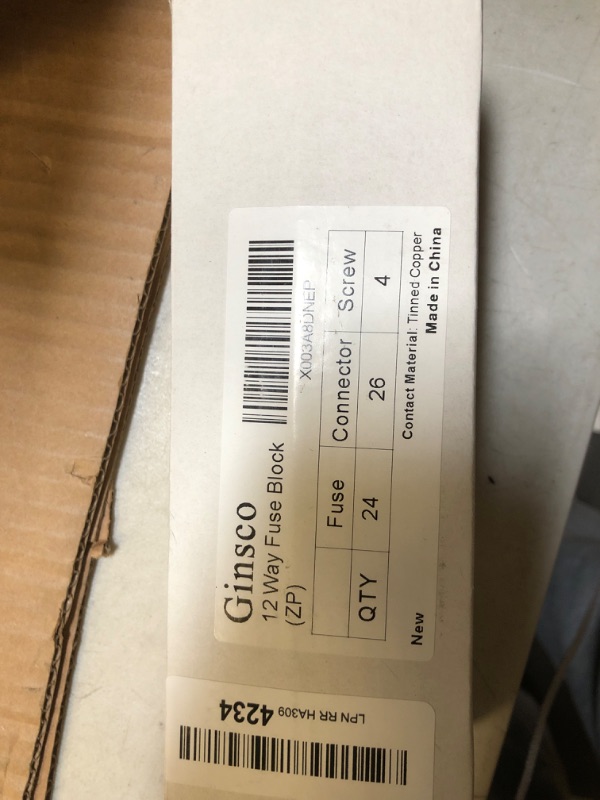 Ginsco
12 Way Fuse Block
(ZP)
X003A8DNEP
Fuse Connector Screw
QTY 24 26 4
Contact Material: Tinned Copper
New Made in China
LPN RR HA309 4234